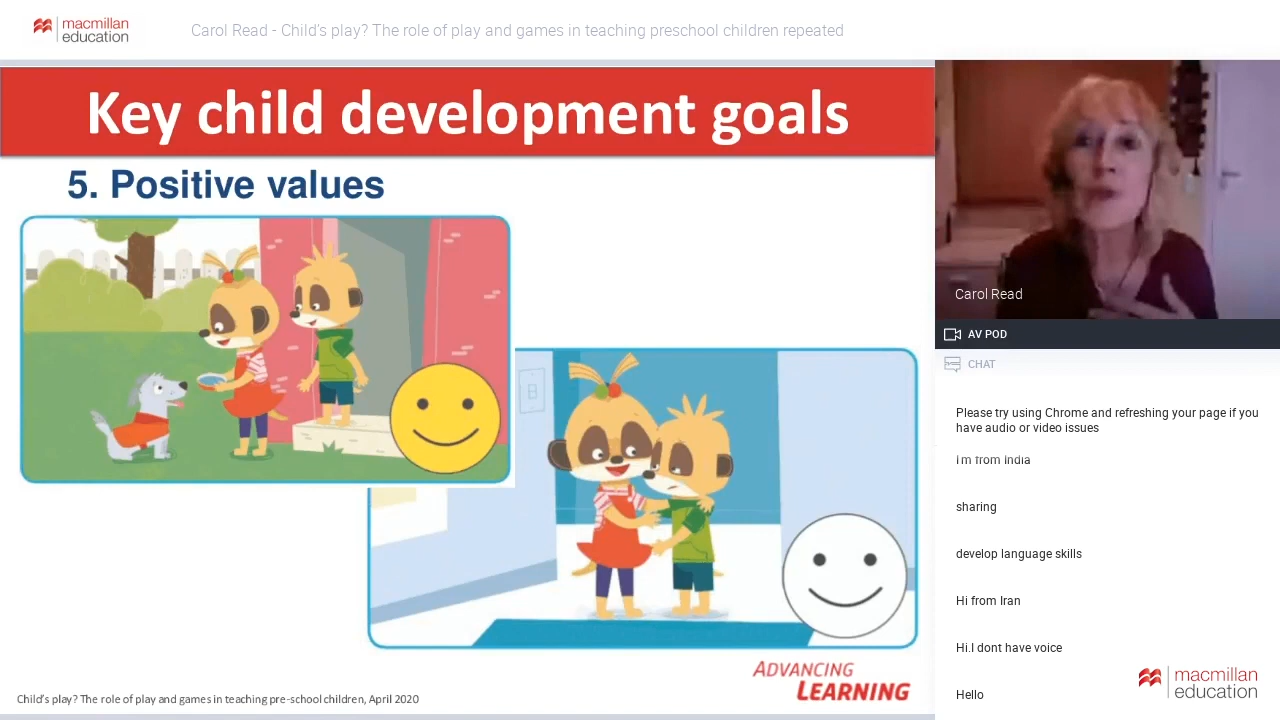 macmillan
education
Carol Read - Child's play? The role of play and games in teaching preschool children repeated
Key child development goals
5. Positive values
ADVANCING
LEARNING
Child's play? The role of play and games in teaching pre-school children, April 2020
Carol Read
AV POD
CHAT
Please try using Chrome and refreshing your page if you
have audio or video issues
I'm from India
sharing
develop language skills
Hi from Iran
Hi.I dont have voice
Hello
macmillan
education